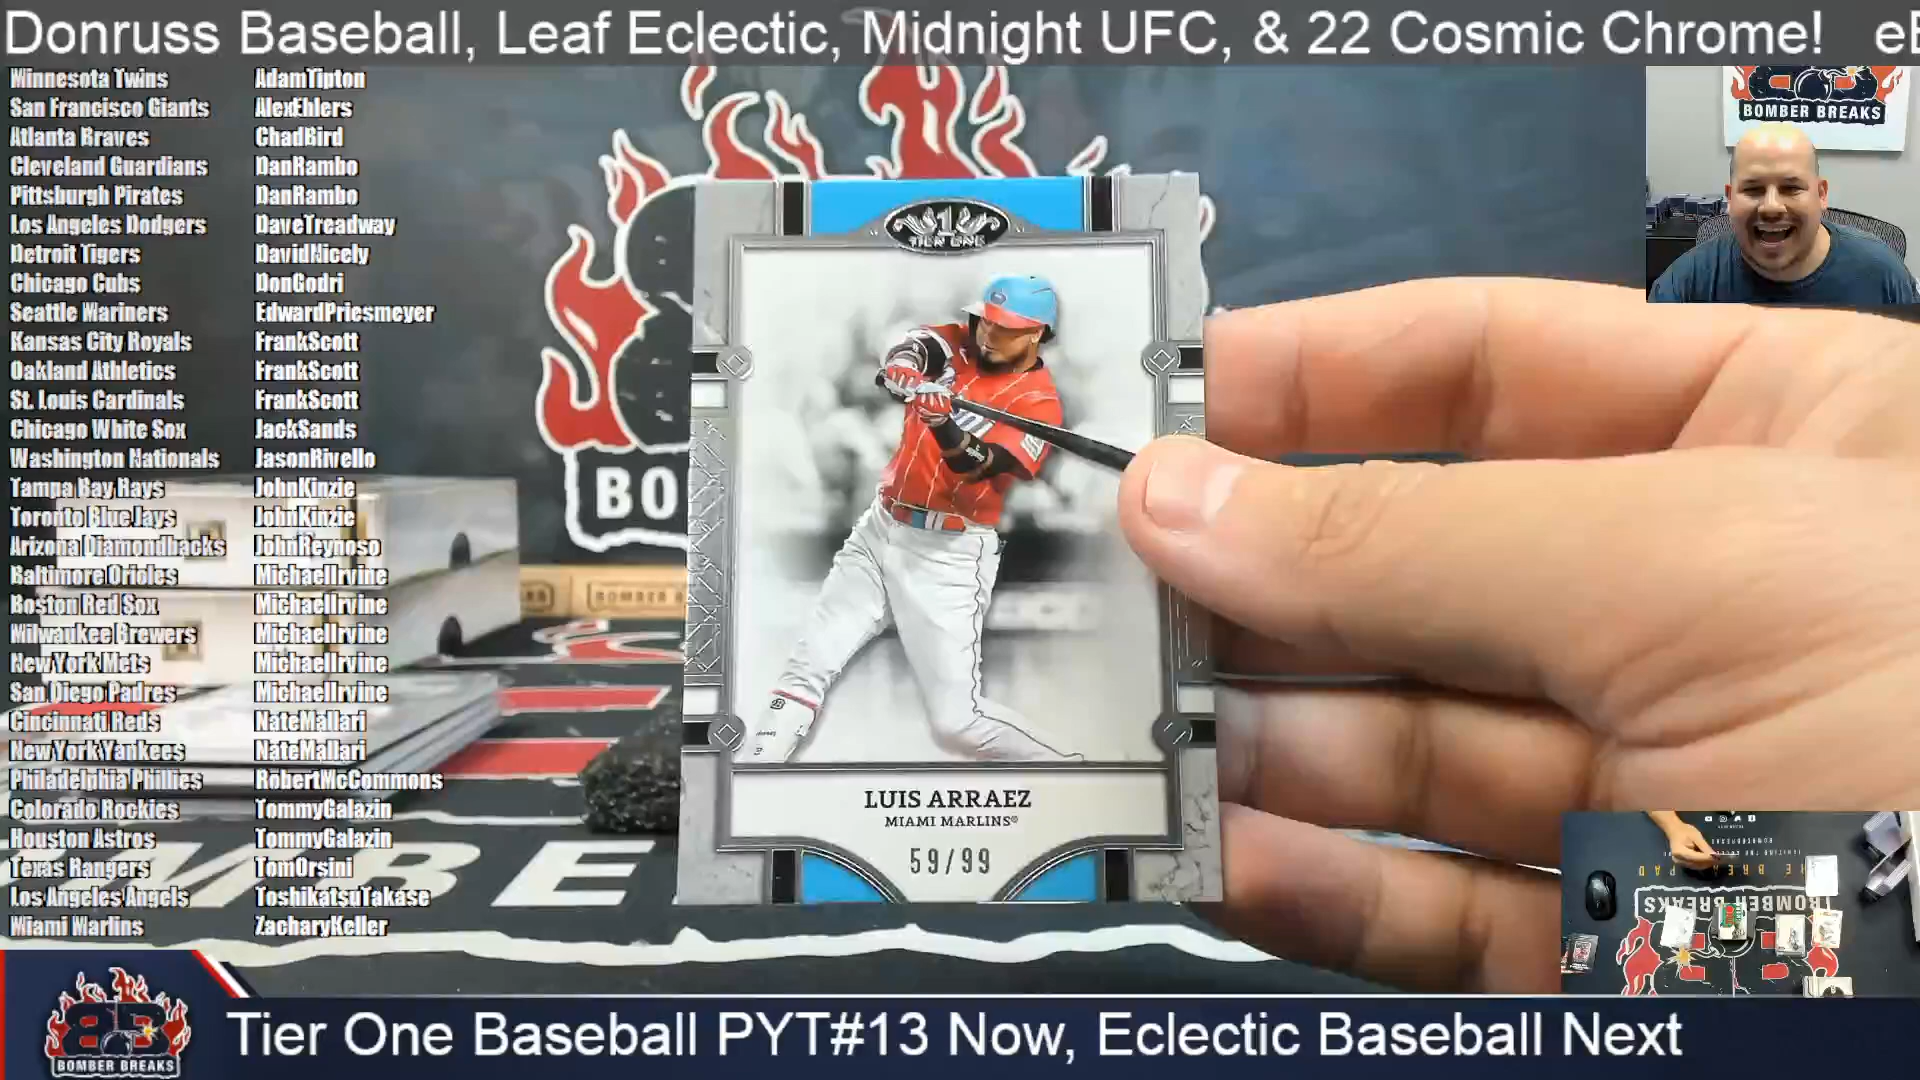 Donruss Baseball, Leaf Eclectic, Midnight UFC, & 22 Cosmic Chrome! eB
Minnesota Twins AdamTipton
San Francisco Giants AlexEhlers
Atlanta Braves ChadBird
Cleveland Guardians DanRambo
Pittsburgh Pirates DanRambo
Los Angeles Dodgers DaveTreadway
Detroit Tigers DavidNicely
Chicago Cubs DonGodri
Seattle Mariners EdwardPriesmeyer
Kansas City Royals FrankScott
Oakland Athletics FrankScott
St. Louis Cardinals FrankScott
Chicago White Sox JackSands
Washington Nationals JasonRivello
Tampa Bay Rays JohnKinzie
Toronto Blue Jays JohnKinzie
Arizona Diamondbacks JohnReynoso
Baltimore Orioles MichaelIrvine
Boston Red Sox MichaelIrvine
Milwaukee Brewers MichaelIrvine
New York Mets MichaelIrvine
San Diego Padres MichaelIrvine
Cincinnati Reds NateMallari
New York Yankees NateMallari
Philadelphia Phillies RobertMcCommons
Colorado Rockies TommyGalazin
Houston Astros TommyGalazin
Texas Rangers TomOrsini
Los Angeles Angels ToshikatsuTakase
Miami Marlins ZacharyKeller
BOMBER BREAKS
1
TIER ONE
BO
LUIS ARRAEZ
MIAMI MARLINS®
59/99
MBE
BOMBER BREAKS
BOMBER BREAKS
Tier One Baseball PYT#13 Now, Eclectic Baseball Next